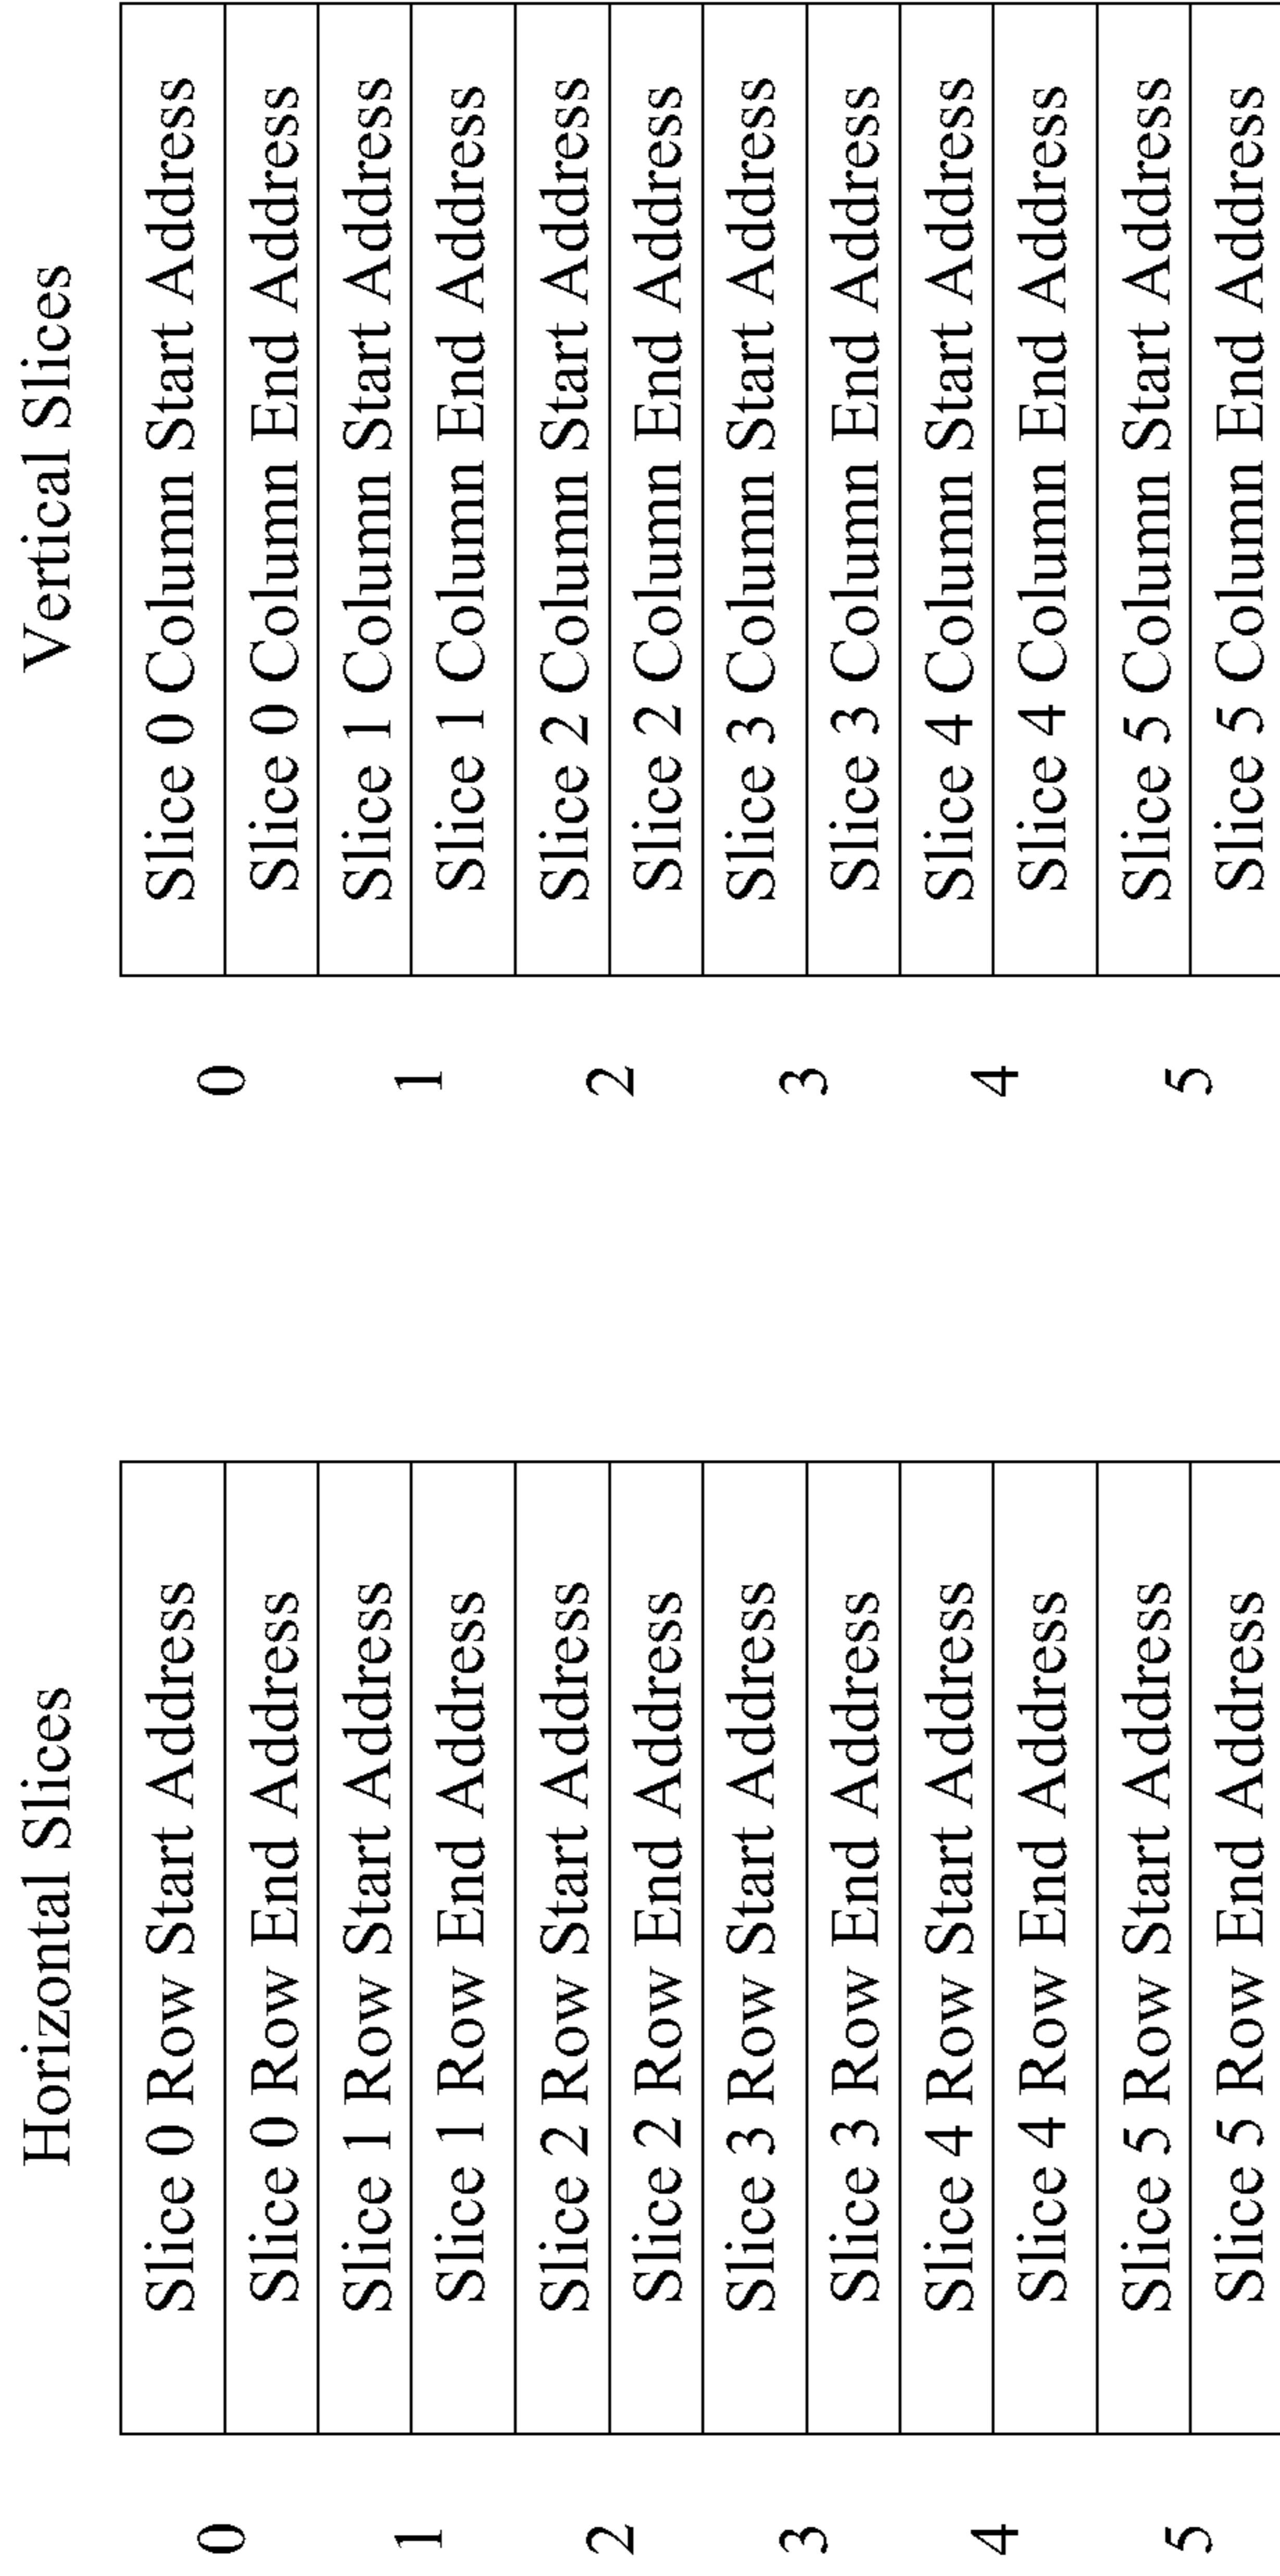 Horizontal Slices
0
Slice 0 Row Start Address
Slice 0 Row End Address
1
Slice 1 Row Start Address
Slice 1 Row End Address
2
Slice 2 Row Start Address
Slice 2 Row End Address
3
Slice 3 Row Start Address
Slice 3 Row End Address
4
Slice 4 Row Start Address
Slice 4 Row End Address
5
Slice 5 Row Start Address
Slice 5 Row End Address
Vertical Slices
0
Slice 0 Column Start Address
Slice 0 Column End Address
1
Slice 1 Column Start Address
Slice 1 Column End Address
2
Slice 2 Column Start Address
Slice 2 Column End Address
3
Slice 3 Column Start Address
Slice 3 Column End Address
4
Slice 4 Column Start Address
Slice 4 Column End Address
5
Slice 5 Column Start Address
Slice 5 Column End Address